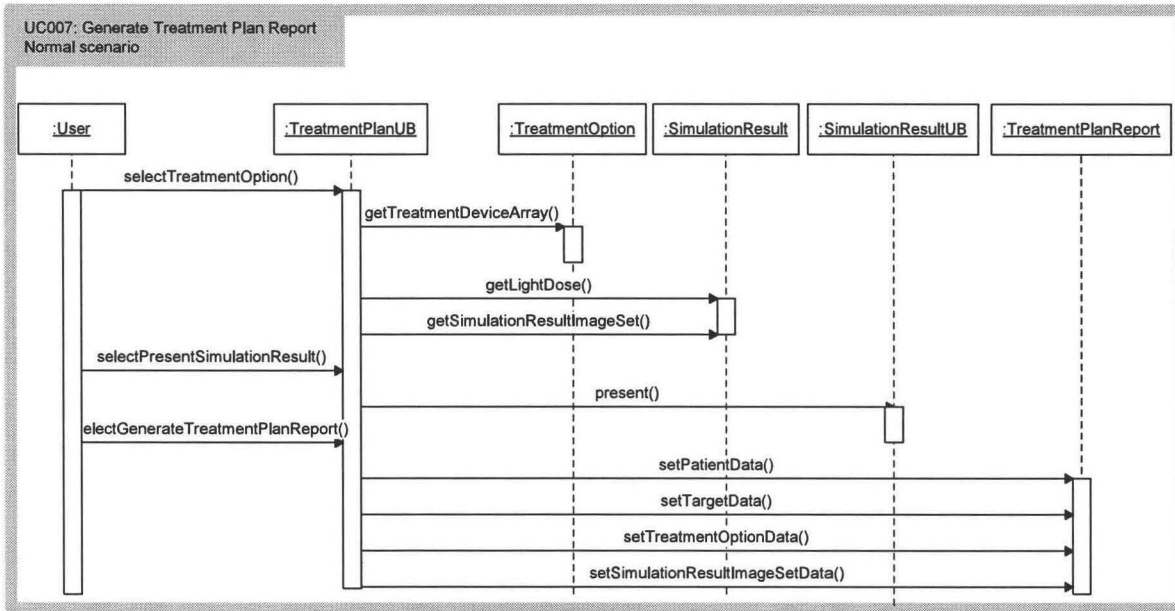 UC007: Generate Treatment Plan Report
Normal scenario
:User
:TreatmentPlanUB
:TreatmentOption
:SimulationResult
:SimulationResultUB
:TreatmentPlanReport
selectTreatmentOption()
getTreatmentDeviceArray()
getLightDose()
getSimulationResultImageSet()
selectPresentSimulationResult()
present()
electGenerateTreatmentPlanReport()
setPatientData()
setTargetData()
setTreatmentOptionData()
setSimulationResultImageSetData()